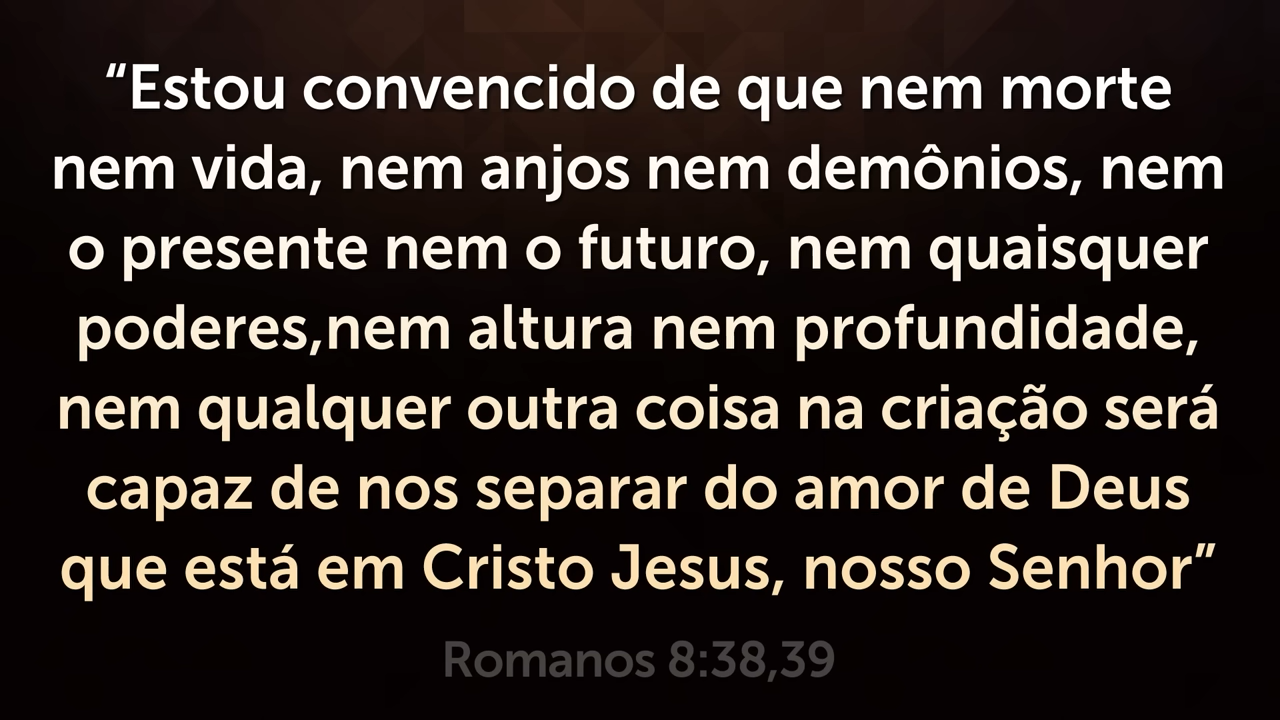 “Estou convencido de que nem morte
nem vida, nem anjos nem demônios, nem
o presente nem o futuro, nem quaisquer
poderes,nem altura nem profundidade,
nem qualquer outra coisa na criação será
capaz de nos separar do amor de Deus
que está em Cristo Jesus, nosso Senhor”
Romanos 8:38,39